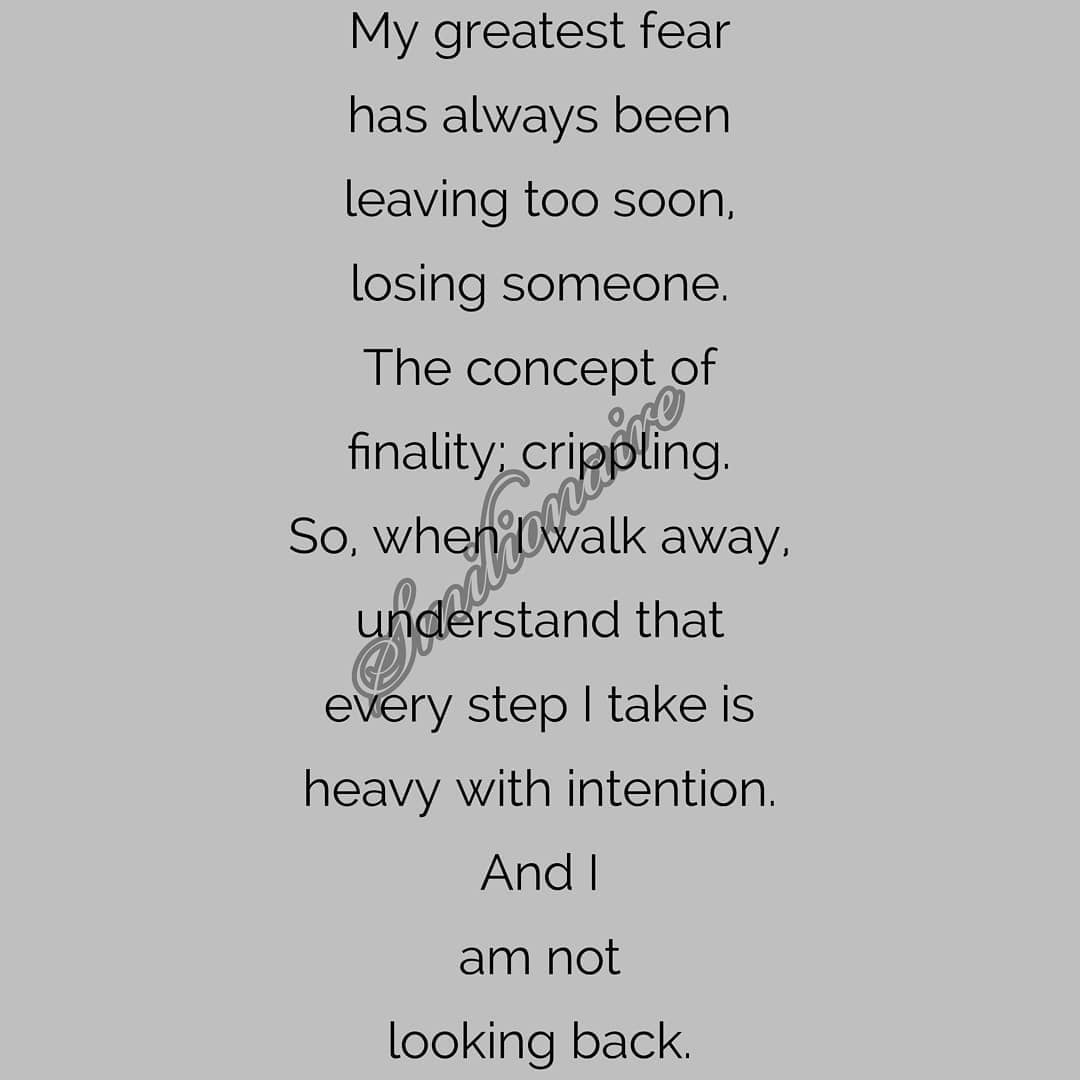 My greatest fear
has always been
leaving too soon,
losing someone.
The concept of
finality; crippling.
So, when I walk away,
understand that
every step I take is
heavy with intention.
And I
am not
looking back.
Smilionaire